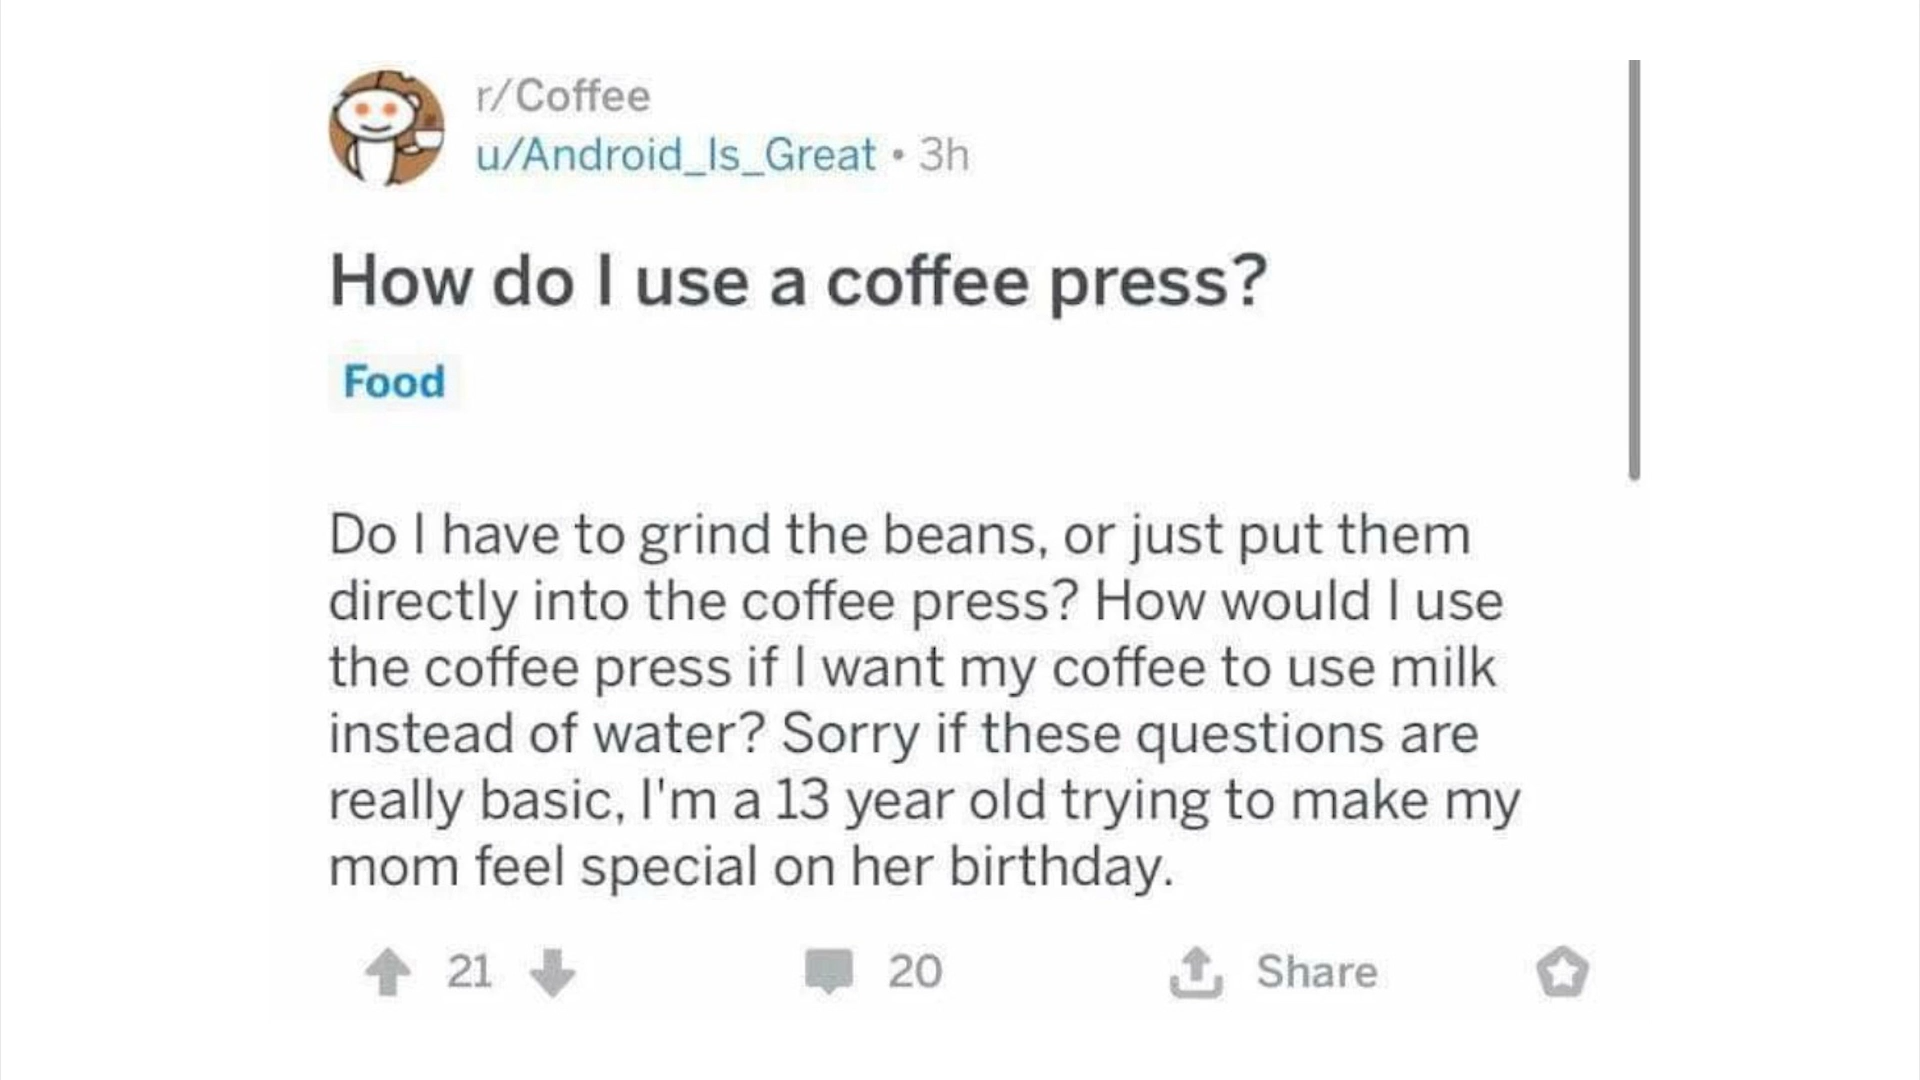 r/Coffee
u/Android_Is_Great • 3h
How do I use a coffee press?
Food
Do I have to grind the beans, or just put them
directly into the coffee press? How would I use
the coffee press if I want my coffee to use milk
instead of water? Sorry if these questions are
really basic, I'm a 13 year old trying to make my
mom feel special on her birthday.
21 20 Share